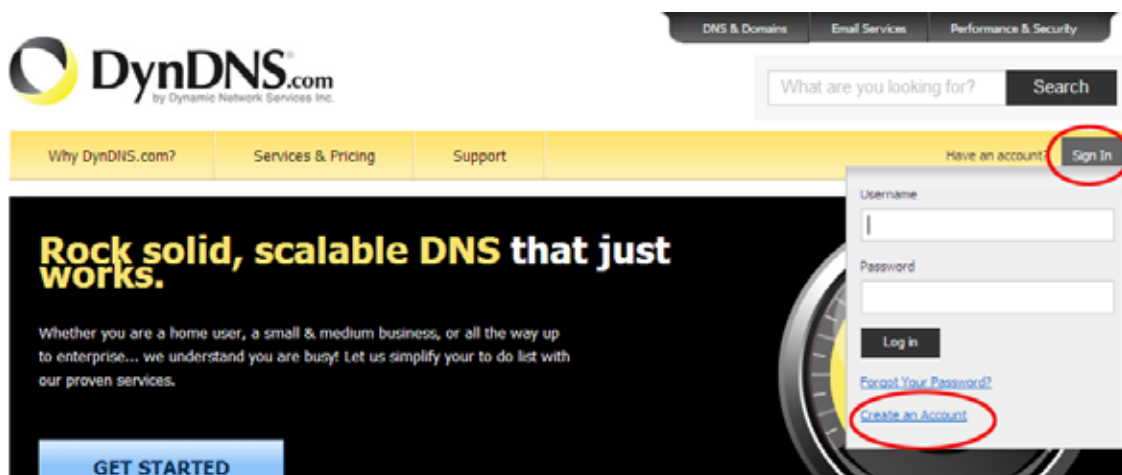 DNS & Domains Email Services Performance & Security
DynDNS.com
by Dynamic Network Services Inc.
What are you looking for? Search
Why DynDNS.com? Services & Pricing Support Have an account? Sign In
Username
Password
Log in
Forgot Your Password?
Create an Account
Rock solid, scalable DNS that just
works.
Whether you are a home user, a small & medium business, or all the way up
to enterprise... we understand you are busy! Let us simplify your to do list with
our proven services.
GET STARTED